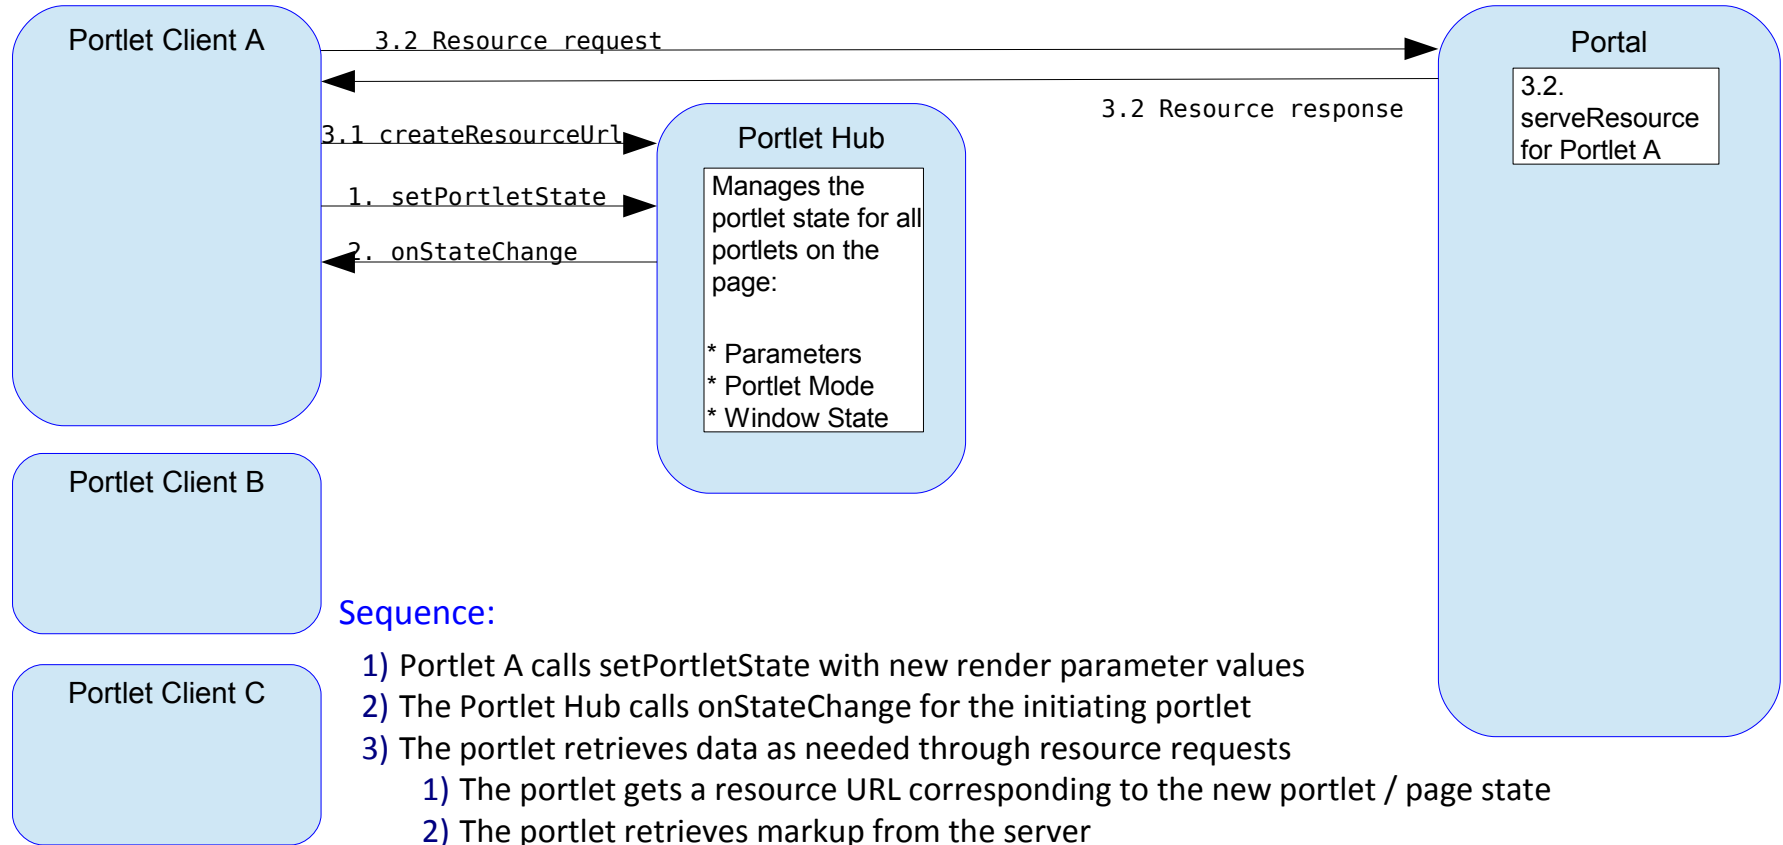 Portlet Client A
3.2 Resource request
Portal
3.2.
serveResource
for Portlet A
3.2 Resource response
3.1 createResourceUrl
Portlet Hub
1. setPortletState
2. onStateChange
Manages the
portlet state for all
portlets on the
page:
* Parameters
* Portlet Mode
* Window State
Portlet Client B
Portlet Client C
Sequence:
1) Portlet A calls setPortletState with new render parameter values
2) The Portlet Hub calls onStateChange for the initiating portlet
3) The portlet retrieves data as needed through resource requests
1) The portlet gets a resource URL corresponding to the new portlet / page state
2) The portlet retrieves markup from the server